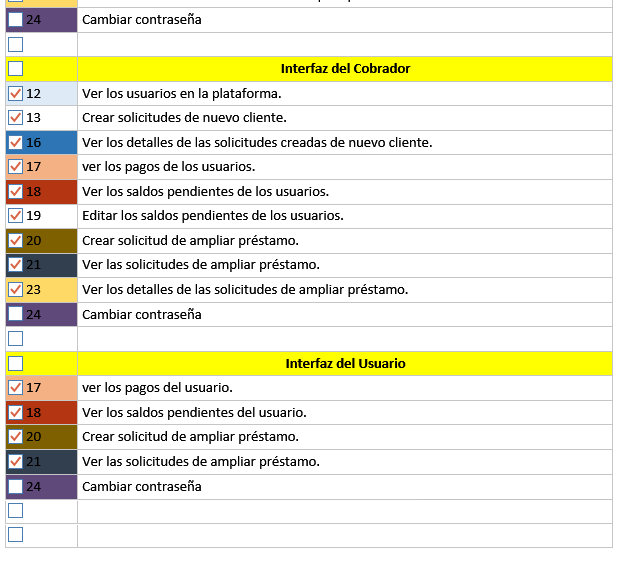 24 Cambiar contraseña
Interfaz del Cobrador
12 Ver los usuarios en la plataforma.
13 Crear solicitudes de nuevo cliente.
16 Ver los detalles de las solicitudes creadas de nuevo cliente.
17 ver los pagos de los usuarios.
18 Ver los saldos pendientes de los usuarios.
19 Editar los saldos pendientes de los usuarios.
20 Crear solicitud de ampliar préstamo.
21 Ver las solicitudes de ampliar préstamo.
23 Ver los detalles de las solicitudes de ampliar préstamo.
24 Cambiar contraseña
Interfaz del Usuario
17 ver los pagos del usuario.
18 Ver los saldos pendientes del usuario.
20 Crear solicitud de ampliar préstamo.
21 Ver las solicitudes de ampliar préstamo.
24 Cambiar contraseña